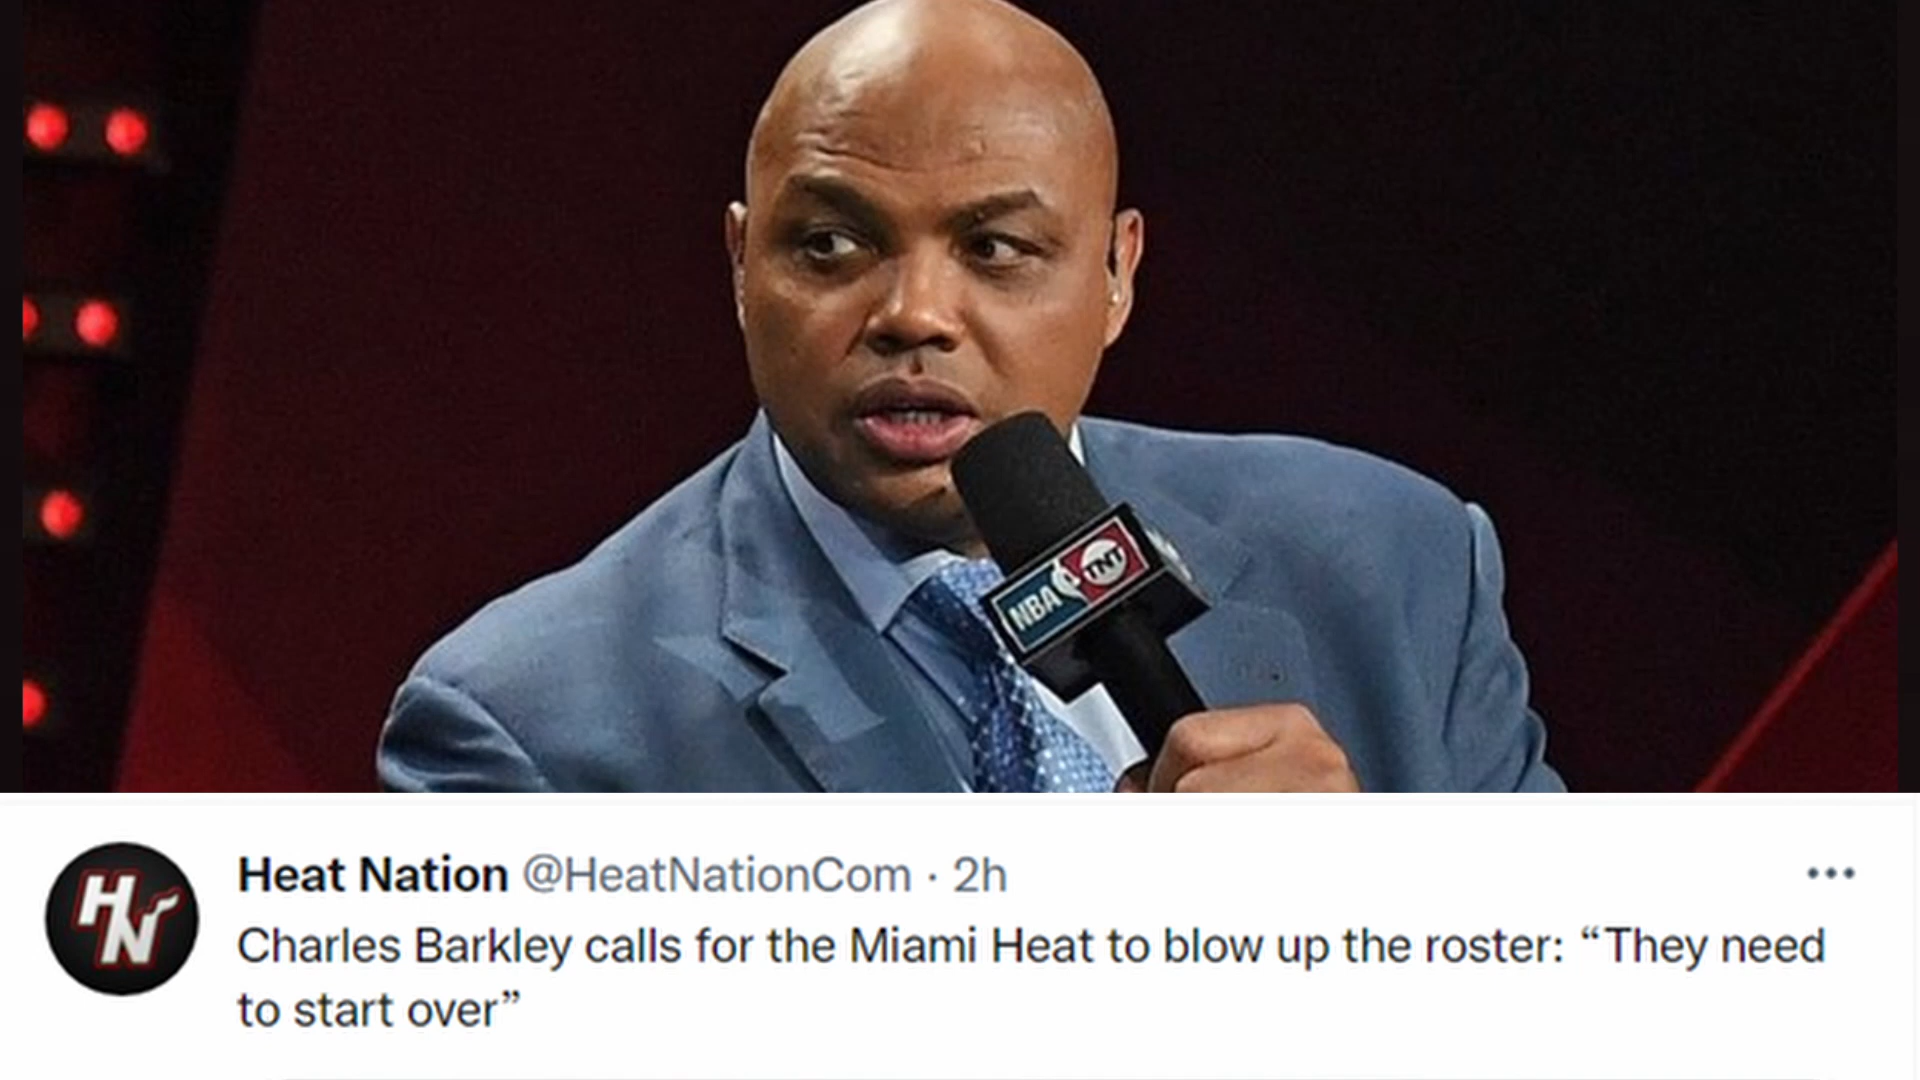 NBA TNT
HN
Heat Nation @HeatNationCom · 2h
Charles Barkley calls for the Miami Heat to blow up the roster: “They need
to start over”